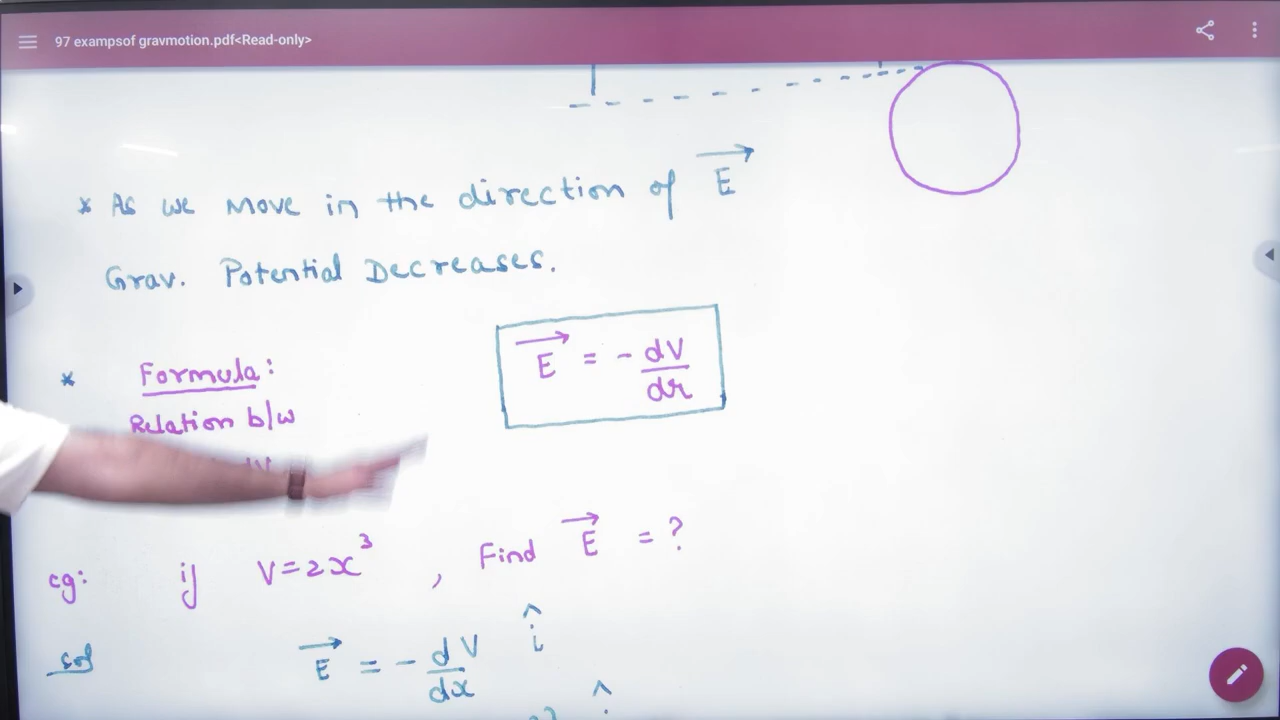 97 exampsof gravmotion.pdf<Read-only>
* As we move in the direction of E→
Grav. Potential Decreases.
* Formula:
E→ = - dV/dr
Relation b/w
eg: if V=2x³ , Find E→ = ?
sol E→ = - dV/dx î